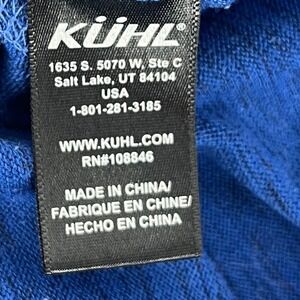 KÜHL®
1635 S. 5070 W, Ste C
Salt Lake, UT 84104
USA
1-801-281-3185
WWW.KUHL.COM
RN#108846
MADE IN CHINA/
FABRIQUE EN CHINE/
HECHO EN CHINA